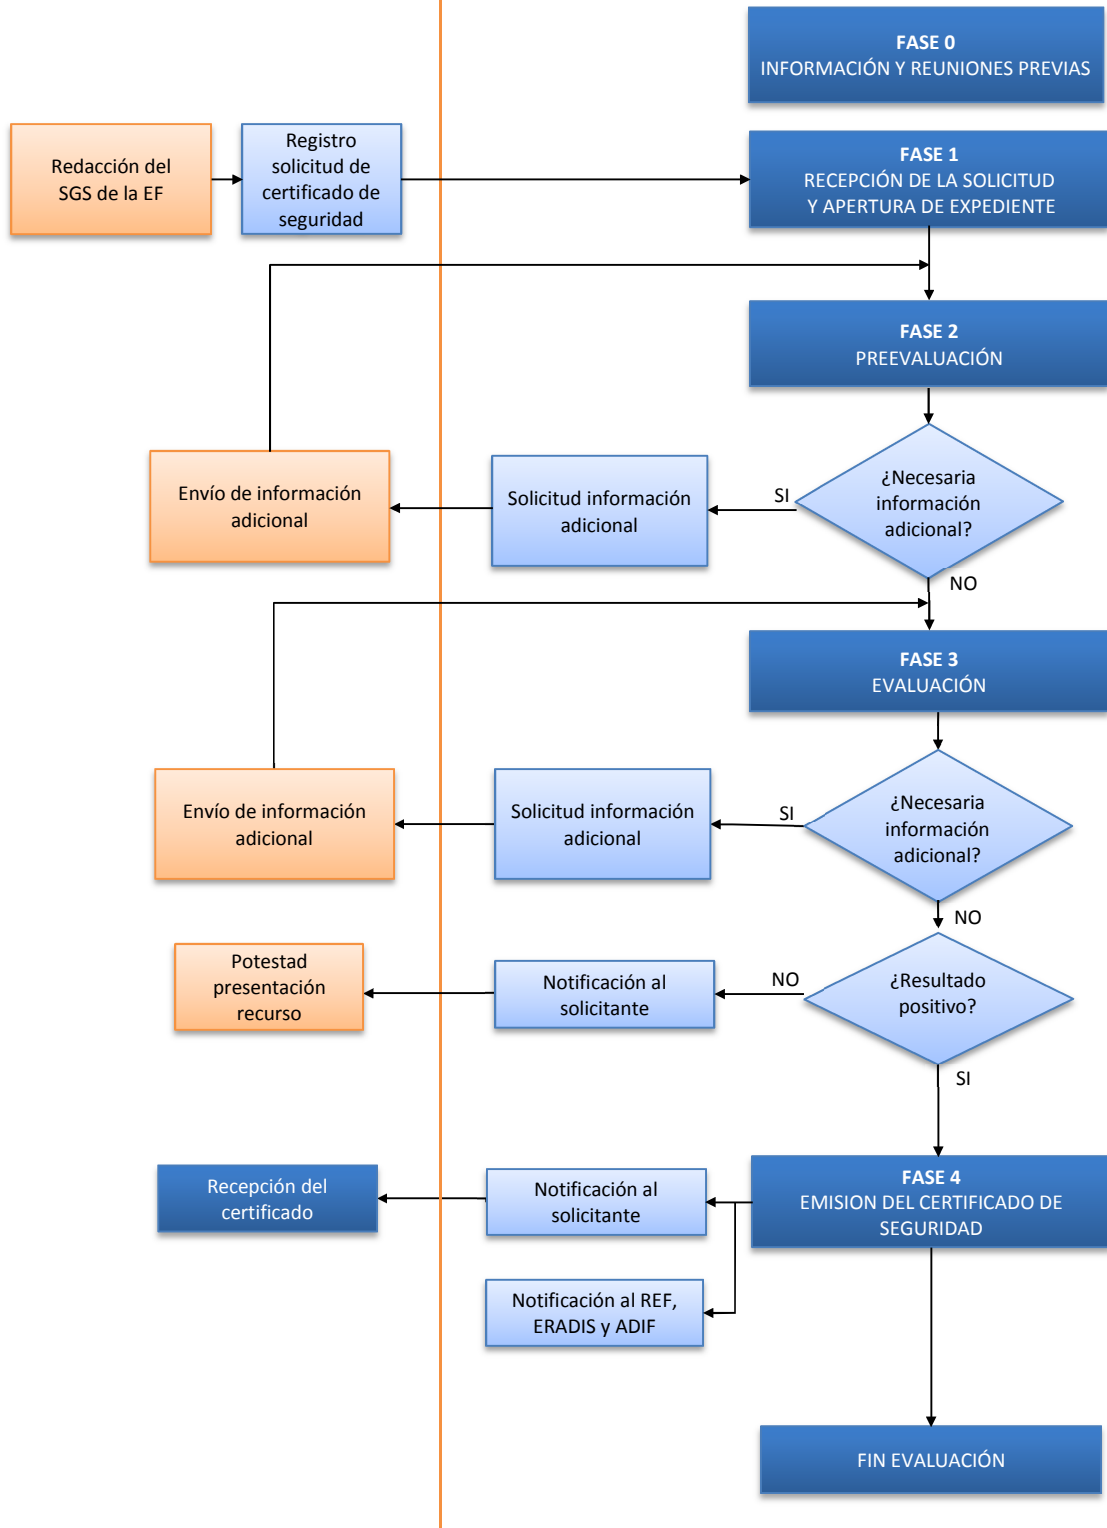 FASE 0
INFORMACIÓN Y REUNIONES PREVIAS
Redacción del
SGS de la EF
Registro
solicitud de
certificado de
seguridad
FASE 1
RECEPCIÓN DE LA SOLICITUD
Y APERTURA DE EXPEDIENTE
FASE 2
PREEVALUACIÓN
Envío de información
adicional
Solicitud información
adicional
SI
¿Necesaria
información
adicional?
NO
FASE 3
EVALUACIÓN
Envío de información
adicional
Solicitud información
adicional
SI
¿Necesaria
información
adicional?
NO
Potestad
presentación
recurso
Notificación al
solicitante
NO
¿Resultado
positivo?
SI
Recepción del
certificado
Notificación al
solicitante
FASE 4
EMISION DEL CERTIFICADO DE
SEGURIDAD
Notificación al REF,
ERADIS y ADIF
FIN EVALUACIÓN